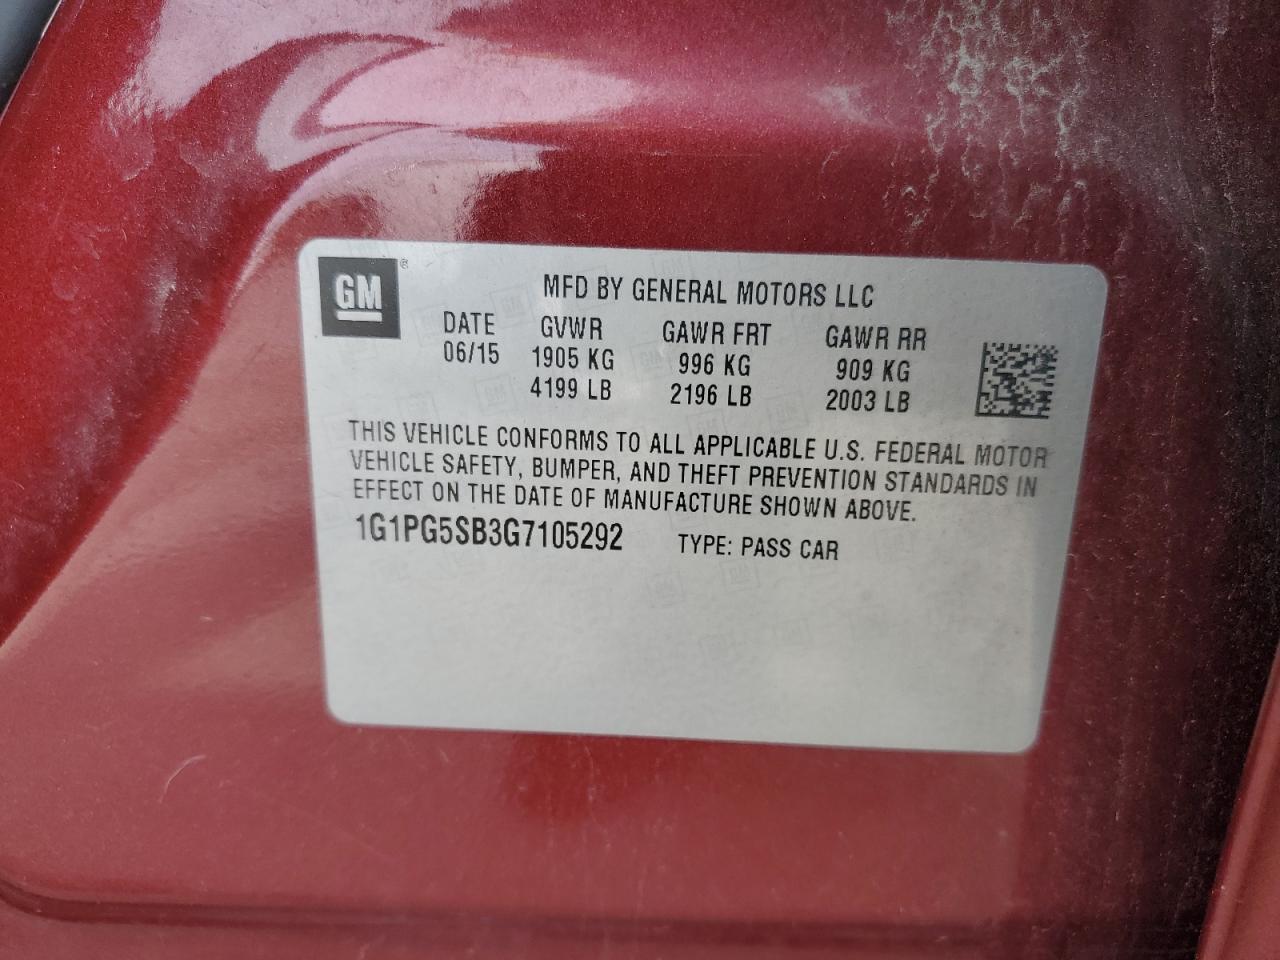 GM®
MFD BY GENERAL MOTORS LLC
DATE GVWR GAWR FRT GAWR RR
06/15 1905 KG 996 KG 909 KG
4199 LB 2196 LB 2003 LB
THIS VEHICLE CONFORMS TO ALL APPLICABLE U.S. FEDERAL MOTOR
VEHICLE SAFETY, BUMPER, AND THEFT PREVENTION STANDARDS IN
EFFECT ON THE DATE OF MANUFACTURE SHOWN ABOVE.
1G1PG5SB3G7105292 TYPE: PASS CAR